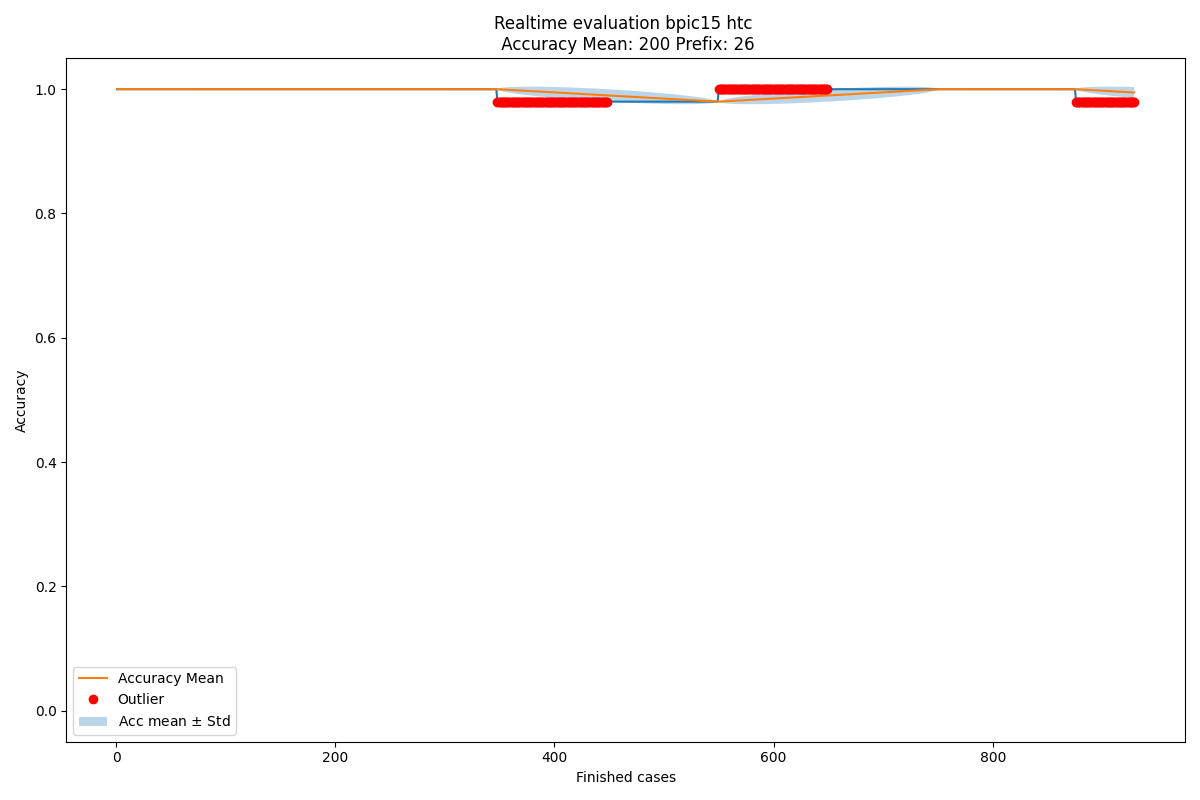 Realtime evaluation bpic15 htc
Accuracy Mean: 200 Prefix: 26
1.0
0.8
0.6
0.4
0.2
0.0
Accuracy
Accuracy Mean
Outlier
Acc mean ± Std
0
200
400
600
800
Finished cases